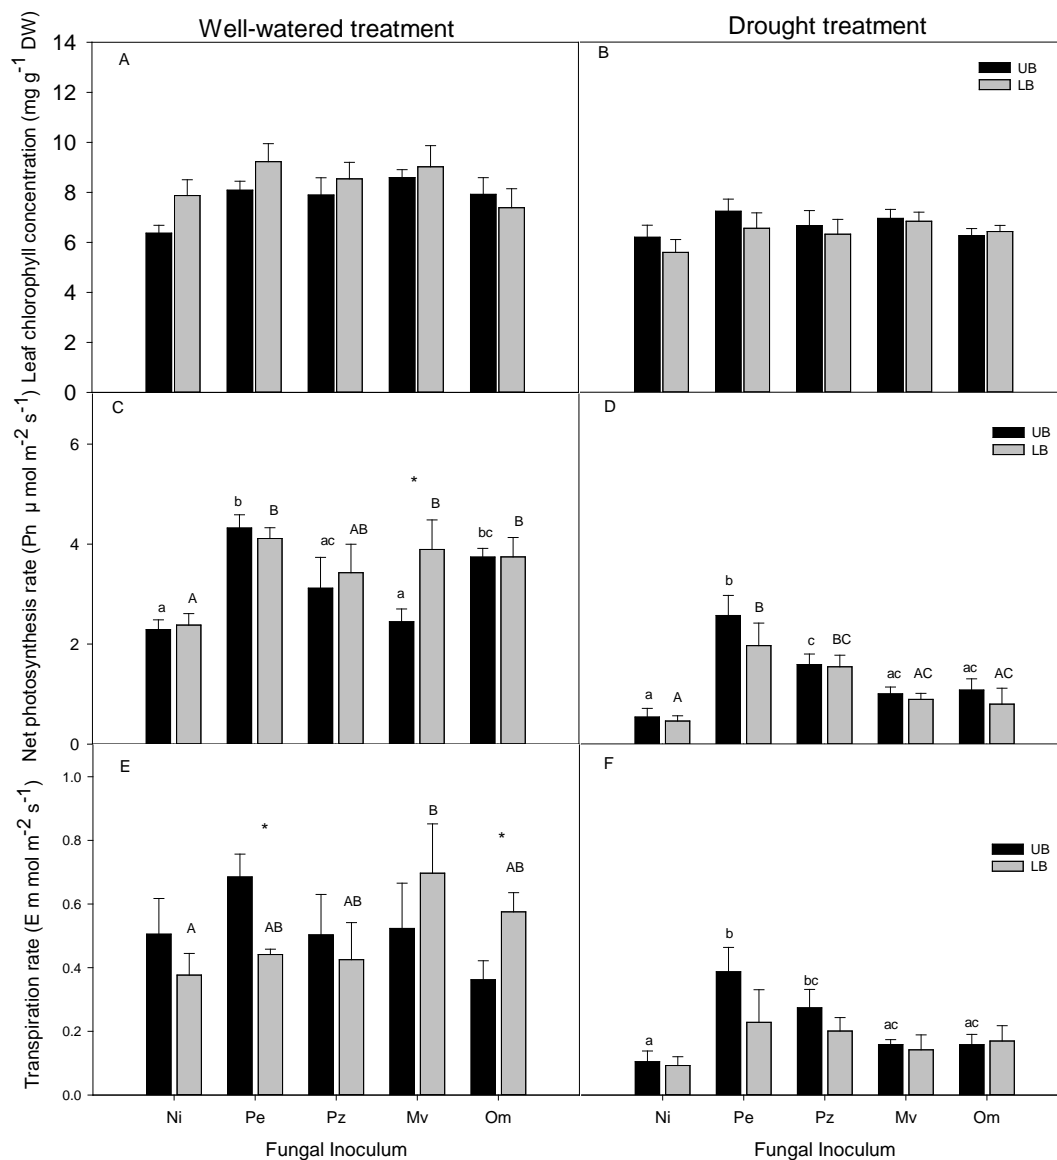 Well-watered treatment
Drought treatment
Leaf chlorophyll concentration (mg g⁻¹ DW)
14
12
10
8
6
4
2
0
A
B
UB
LB
Net photosynthesis rate (Pn μ mol m⁻² s⁻¹)
6
4
2
0
C
*
b B ac AB a B bc B
a A
D
UB
LB
b B
c BC
a A ac AC ac AC
Transpiration rate (E m mol m⁻² s⁻¹)
1.0
0.8
0.6
0.4
0.2
0.0
E
* B *
A AB AB AB
F
UB
LB
b
bc
a ac ac
Ni Pe Pz Mv Om
Ni Pe Pz Mv Om
Fungal Inoculum
Fungal Inoculum